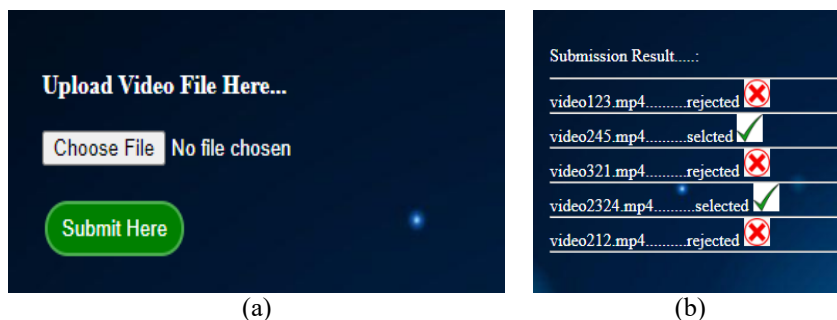 Upload Video File Here...
Choose File No file chosen
Submit Here
(a)
Submission Result.....:
video123.mp4..........rejected
video245.mp4..........selcted
video321.mp4..........rejected
video2324.mp4..........selected
video212.mp4..........rejected
(b)